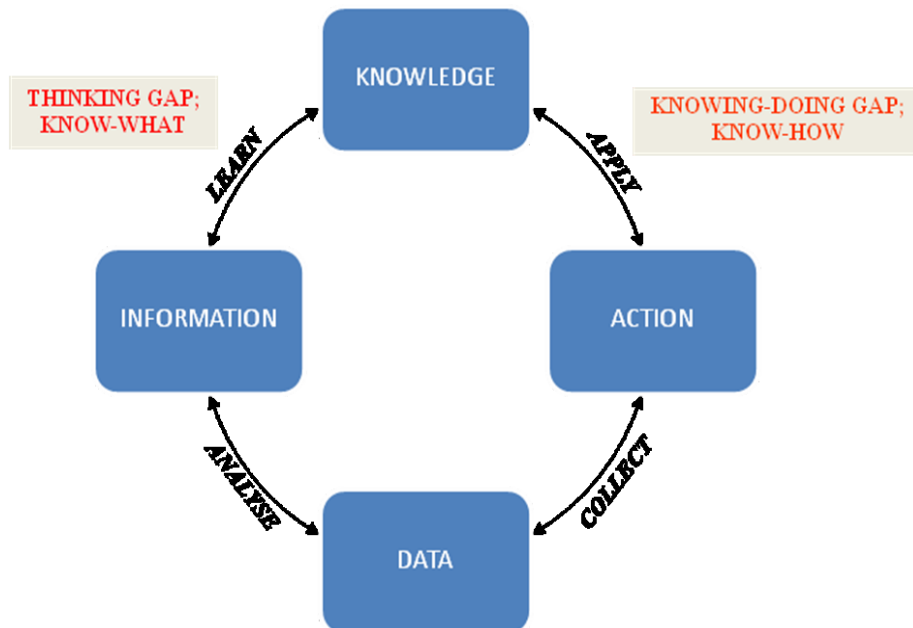 KNOWLEDGE
THINKING GAP;
KNOW-WHAT
KNOWING-DOING GAP;
KNOW-HOW
LEARN
APPLY
INFORMATION
ACTION
ANALYSE
COLLECT
DATA